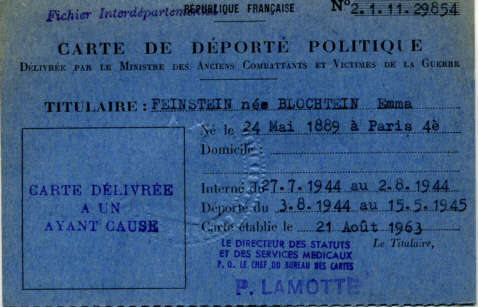 Fichier Interdépartemental
RÉPUBLIQUE FRANÇAISE
N° 2.1.11.29854
CARTE DE DÉPORTÉ POLITIQUE
DÉLIVRÉE PAR LE MINISTRE DES ANCIENS COMBATTANTS ET VICTIMES DE LA GUERRE
TITULAIRE : FEINSTEIN née BLOCHTEIN Emma
Né le 24 Mai 1889 à Paris 4è
Domicile :
CARTE DÉLIVRÉE
A UN
AYANT CAUSE
Interné du 27.7.1944 au 2.8.1944
Déporté du 3.8.1944 au 15.5.1945
Carte établie le 21 Août 1963
LE DIRECTEUR DES STATUTS
ET DES SERVICES MEDICAUX
P. O. LE CHEF DU BUREAU DES CARTES
Le Titulaire,
P. LAMOTTE